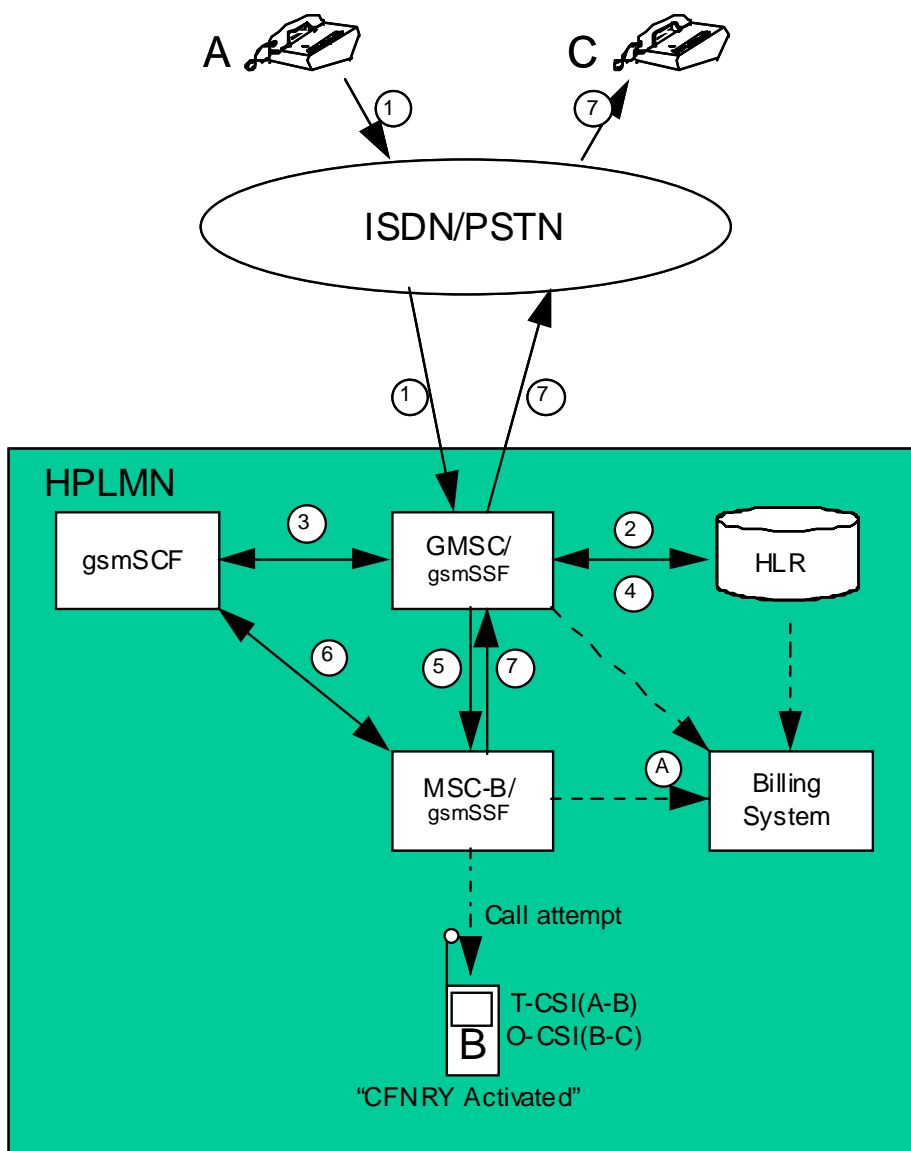 A
C
1
7
ISDN/PSTN
1
7
HPLMN
gsmSCF
3
GMSC/
gsmSSF
2
4
HLR
6
5
7
MSC-B/
gsmSSF
A
Billing
System
Call attempt
B
T-CSI(A-B)
O-CSI(B-C)
“CFNRY Activated”